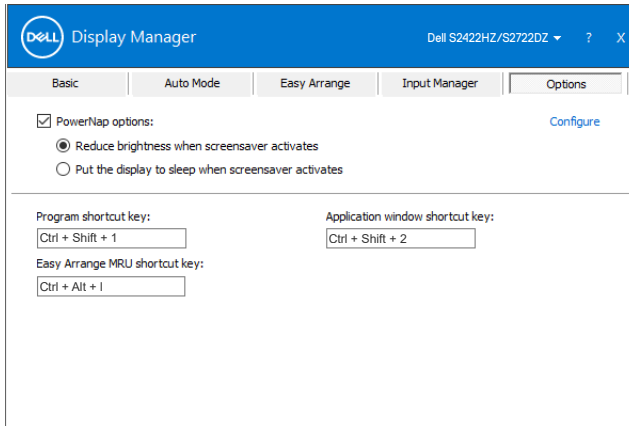 DELL Display Manager Dell S2422HZ/S2722DZ ? X
Basic Auto Mode Easy Arrange Input Manager Options
PowerNap options: Configure
Reduce brightness when screensaver activates
Put the display to sleep when screensaver activates
Program shortcut key: Application window shortcut key:
Ctrl + Shift + 1 Ctrl + Shift + 2
Easy Arrange MRU shortcut key:
Ctrl + Alt + l